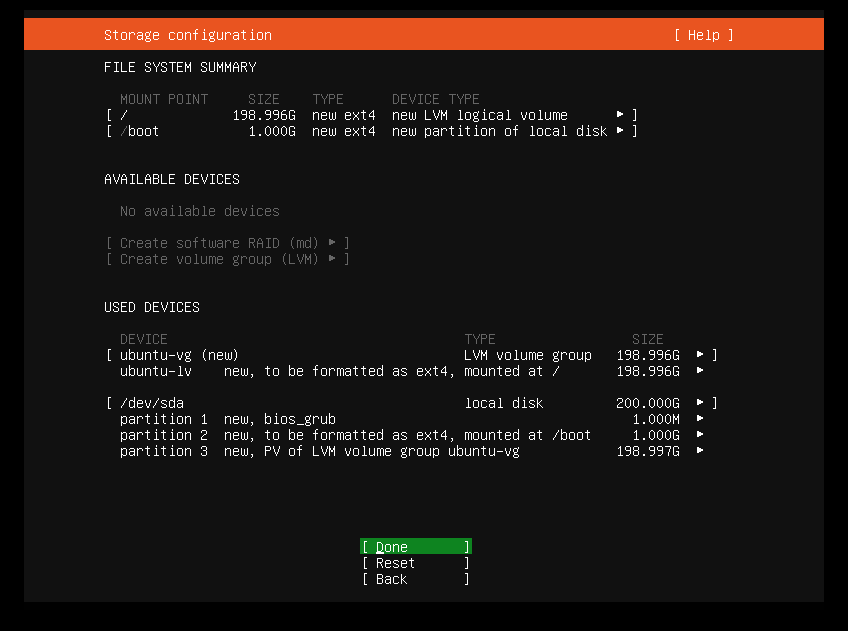 Storage configuration [ Help ]
FILE SYSTEM SUMMARY
MOUNT POINT SIZE TYPE DEVICE TYPE
[ / 198.996G new ext4 new LVM logical volume ▸ ]
[ /boot 1.000G new ext4 new partition of local disk ▸ ]
AVAILABLE DEVICES
No available devices
[ Create software RAID (md) ▸ ]
[ Create volume group (LVM) ▸ ]
USED DEVICES
DEVICE TYPE SIZE
[ ubuntu-vg (new) LVM volume group 198.996G ▸ ]
ubuntu-lv new, to be formatted as ext4, mounted at / 198.996G ▸
[ /dev/sda local disk 200.000G ▸ ]
partition 1 new, bios_grub 1.000M ▸
partition 2 new, to be formatted as ext4, mounted at /boot 1.000G ▸
partition 3 new, PV of LVM volume group ubuntu-vg 198.997G ▸
[ Done ]
[ Reset ]
[ Back ]